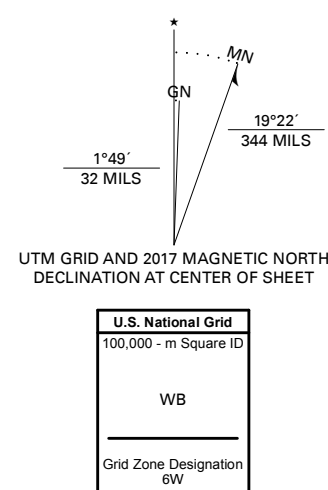 ★
MN
GN
19°22´
344 MILS
1°49´
32 MILS
UTM GRID AND 2017 MAGNETIC NORTH
DECLINATION AT CENTER OF SHEET
U.S. National Grid
100,000 - m Square ID
WB
Grid Zone Designation
6W